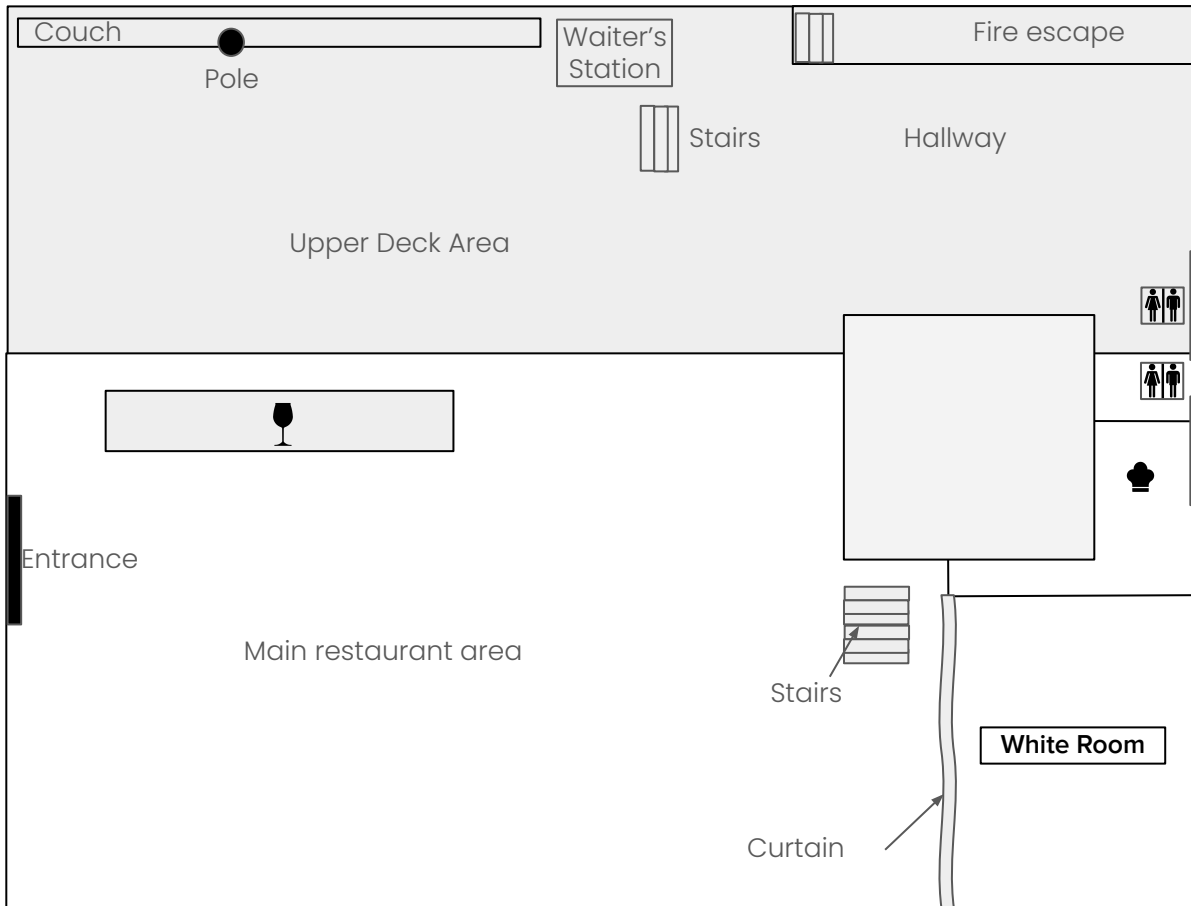 Couch
Pole
Waiter's
Station
Fire escape
Stairs
Hallway
Upper Deck Area
Entrance
Main restaurant area
Stairs
White Room
Curtain